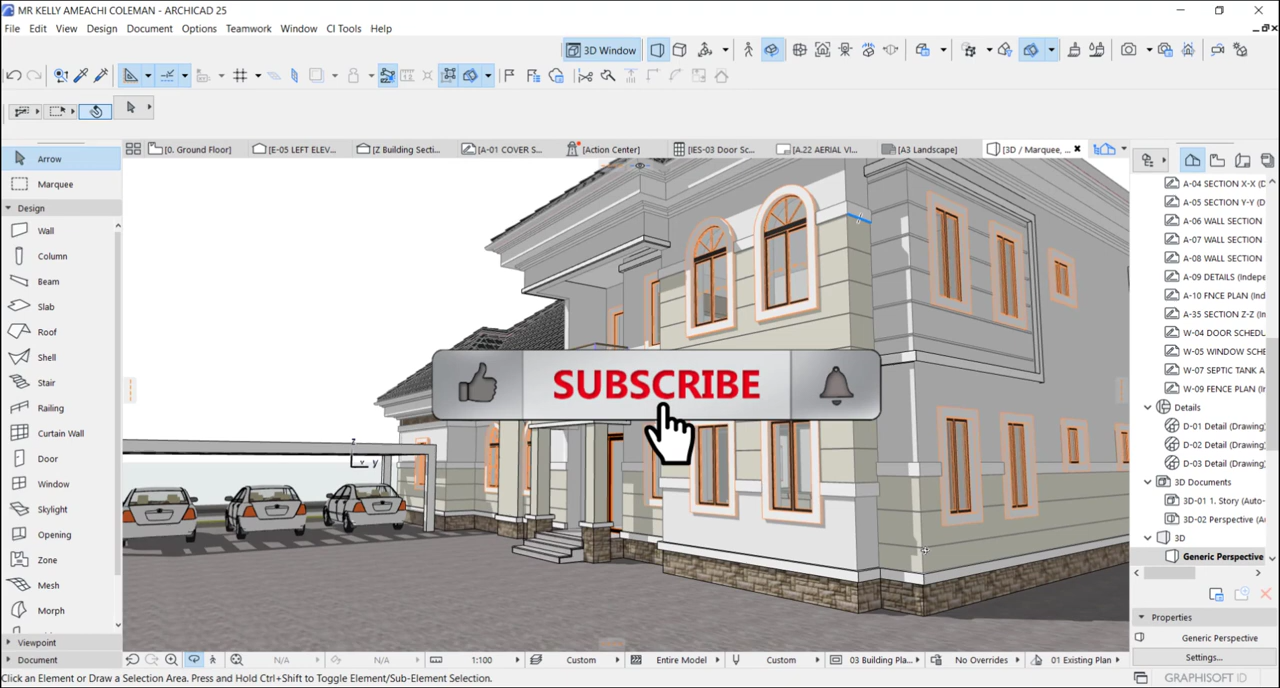 MR KELLY AMEACHI COLEMAN - ARCHICAD 25
File Edit View Design Document Options Teamwork Window CI Tools Help
3D Window
[0. Ground Floor] [E-05 LEFT ELEV... [Z Building Secti... [A-01 COVER S... [Action Center] [IES-03 Door Sc... [A.22 AERIAL VI... [A3 Landscape] [3D / Marquee, ...
Arrow
Marquee
Design
Wall
Column
Beam
Slab
Roof
Shell
Stair
Railing
Curtain Wall
Door
Window
Skylight
Opening
Zone
Mesh
Morph
Viewpoint
Document
z
y
SUBSCRIBE
A-04 SECTION X-X (D
A-05 SECTION Y-Y (D
A-06 WALL SECTION
A-07 WALL SECTION
A-08 WALL SECTION
A-09 DETAILS (Indepe
A-10 FNCE PLAN (Ind
A-35 SECTION Z-Z (In
W-04 DOOR SCHEDU
W-05 WINDOW SCHE
W-07 SEPTIC TANK A
W-09 FENCE PLAN (I
Details
D-01 Detail (Drawing
D-02 Detail (Drawing
D-03 Detail (Drawing
3D Documents
3D-01 1. Story (Auto-
3D-02 Perspective (A
3D
Generic Perspective
Properties
Generic Perspective
Settings...
N/A N/A 1:100 Custom Entire Model Custom 03 Building Pla... No Overrides 01 Existing Plan
Click an Element or Draw a Selection Area. Press and Hold Ctrl+Shift to Toggle Element/Sub-Element Selection.
GRAPHISOFT ID